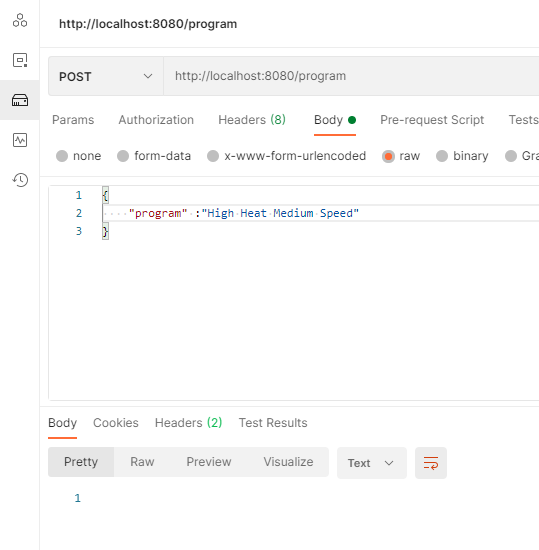 http://localhost:8080/program
POST http://localhost:8080/program
Params Authorization Headers (8) Body Pre-request Script Tests
none form-data x-www-form-urlencoded raw binary Gra
1 {
2 "program" :"High Heat Medium Speed"
3 }
Body Cookies Headers (2) Test Results
Pretty Raw Preview Visualize Text
1